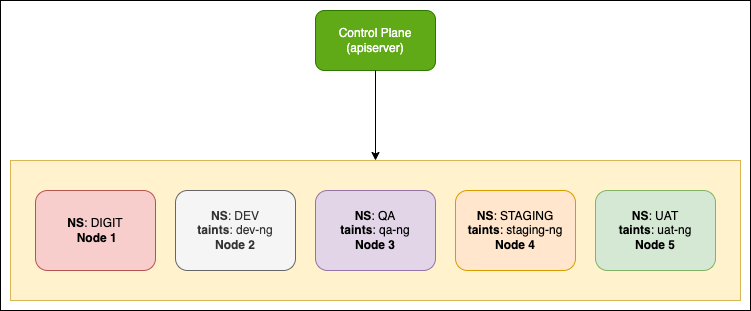 Control Plane
(apiserver)
NS: DIGIT
Node 1
NS: DEV
taints: dev-ng
Node 2
NS: QA
taints: qa-ng
Node 3
NS: STAGING
taints: staging-ng
Node 4
NS: UAT
taints: uat-ng
Node 5